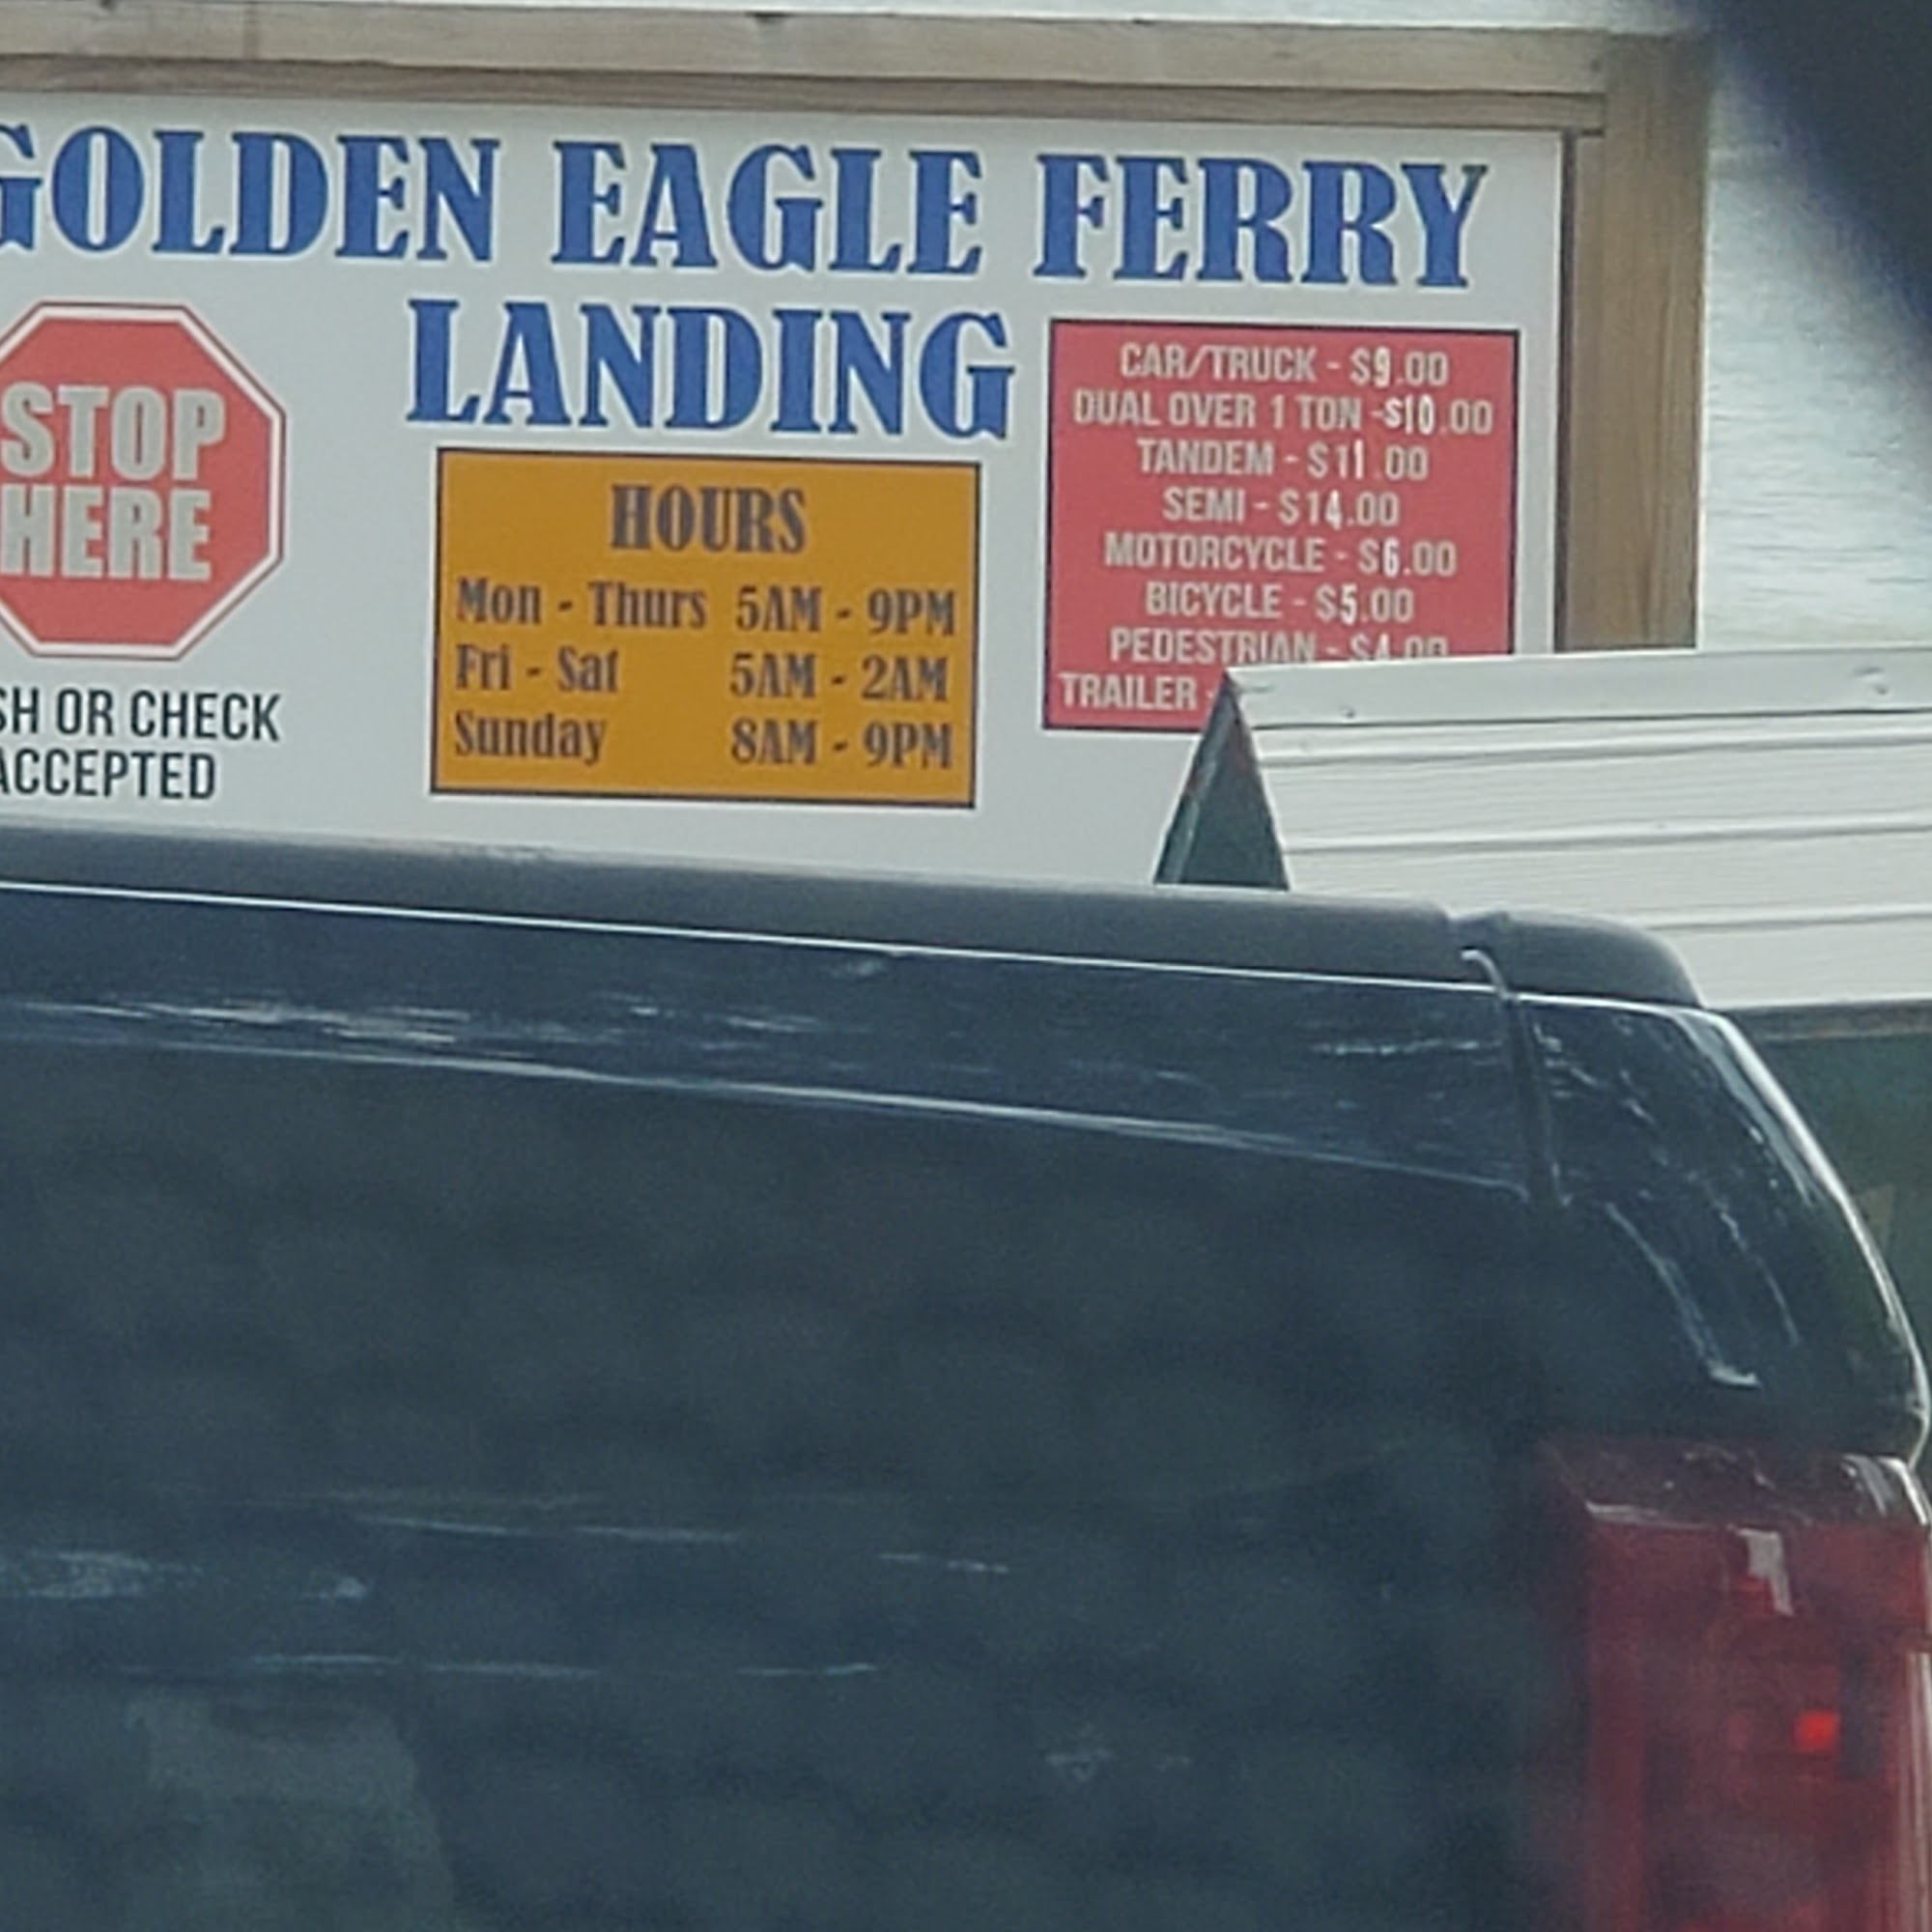 GOLDEN EAGLE FERRY
LANDING
STOP
HERE
SH OR CHECK
ACCEPTED
HOURS
Mon - Thurs 5AM - 9PM
Fri - Sat 5AM - 2AM
Sunday 8AM - 9PM
CAR/TRUCK - $9.00
DUAL OVER 1 TON -$10.00
TANDEM - $11.00
SEMI - $14.00
MOTORCYCLE - $6.00
BICYCLE - $5.00
PEDESTRIAN - $4.00
TRAILER -